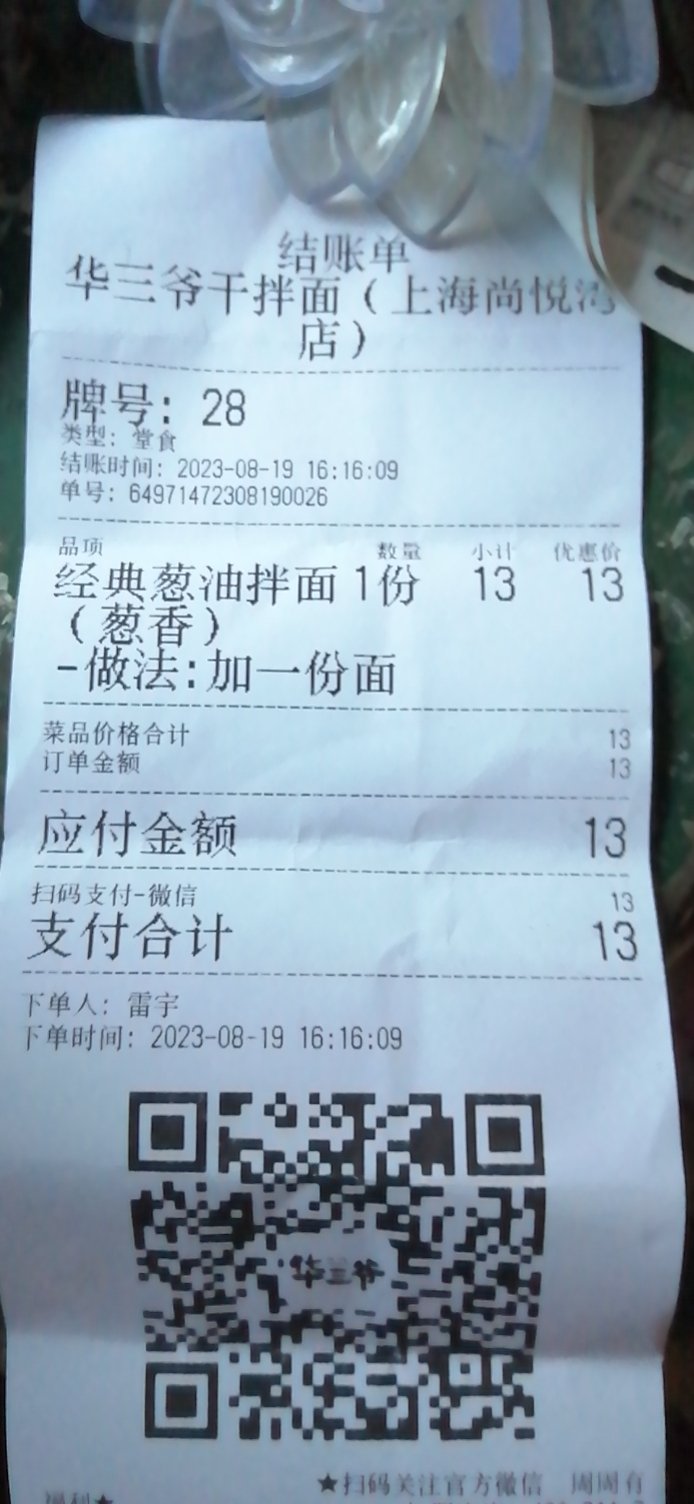 结账单
华三爷干拌面（上海尚悦湾
店）
牌号: 28
类型: 堂食
结账时间: 2023-08-19 16:16:09
单号: 64971472308190026
品项 数量 小计 优惠价
经典葱油拌面 1份 13 13
（葱香）
-做法:加一份面
菜品价格合计 13
订单金额 13
应付金额 13
扫码支付-微信 13
支付合计 13
下单人: 雷宇
下单时间: 2023-08-19 16:16:09
华三爷
★扫码关注官方微信 周周有
福利★